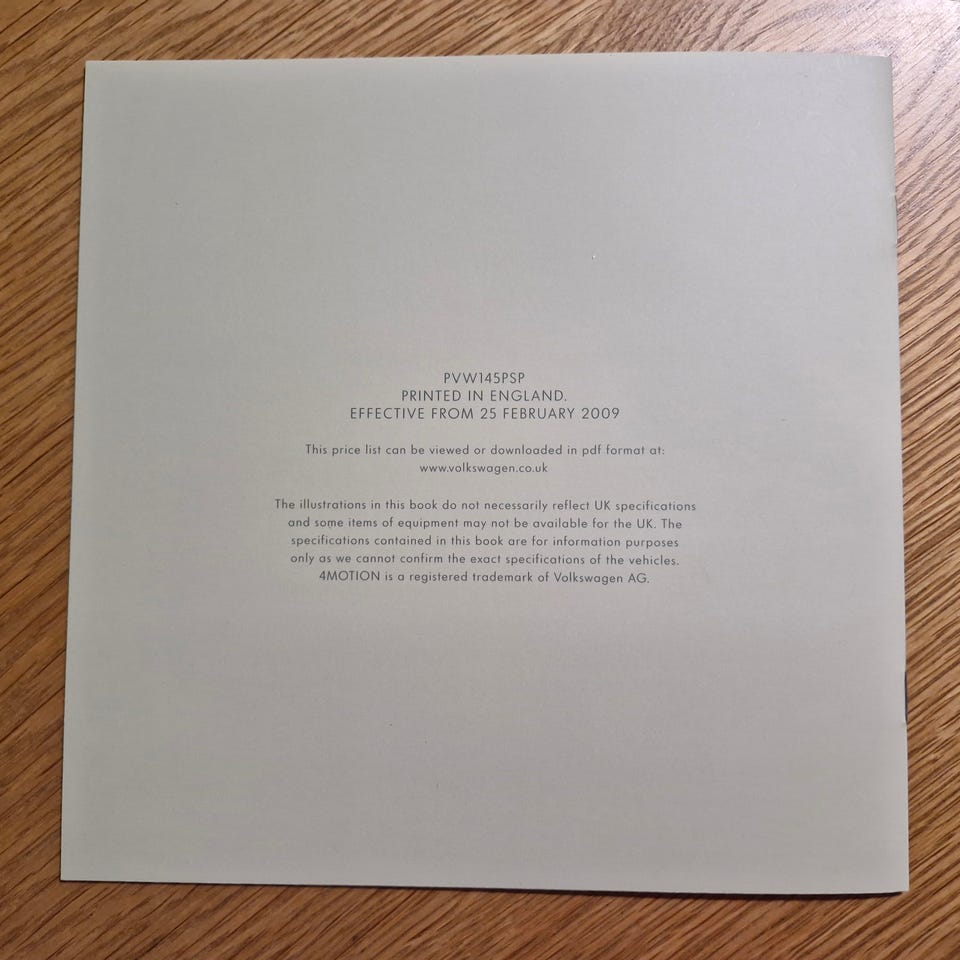 PVW145PSP
PRINTED IN ENGLAND.
EFFECTIVE FROM 25 FEBRUARY 2009
This price list can be viewed or downloaded in pdf format at:
www.volkswagen.co.uk
The illustrations in this book do not necessarily reflect UK specifications
and some items of equipment may not be available for the UK. The
specifications contained in this book are for information purposes
only as we cannot confirm the exact specifications of the vehicles.
4MOTION is a registered trademark of Volkswagen AG.